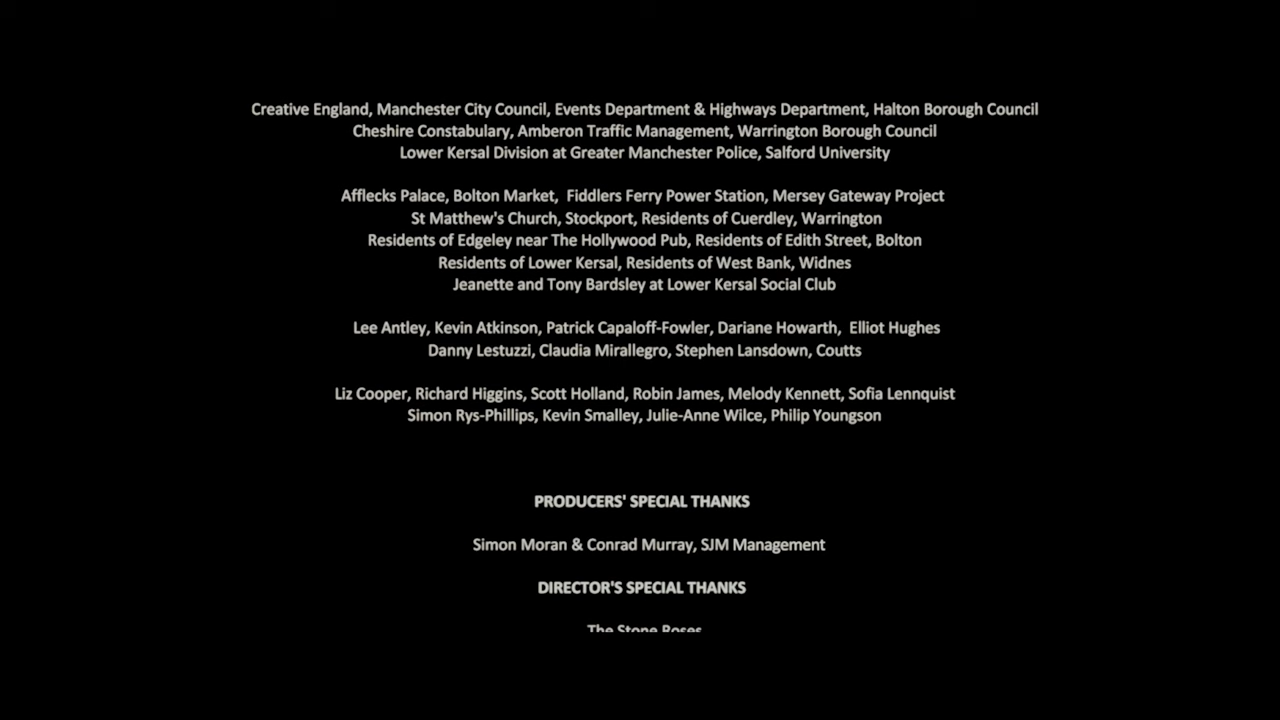 Creative England, Manchester City Council, Events Department & Highways Department, Halton Borough Council
Cheshire Constabulary, Amberon Traffic Management, Warrington Borough Council
Lower Kersal Division at Greater Manchester Police, Salford University
Afflecks Palace, Bolton Market,  Fiddlers Ferry Power Station, Mersey Gateway Project
St Matthew's Church, Stockport, Residents of Cuerdley, Warrington
Residents of Edgeley near The Hollywood Pub, Residents of Edith Street, Bolton
Residents of Lower Kersal, Residents of West Bank, Widnes
Jeanette and Tony Bardsley at Lower Kersal Social Club
Lee Antley, Kevin Atkinson, Patrick Capaloff-Fowler, Dariane Howarth,  Elliot Hughes
Danny Lestuzzi, Claudia Mirallegro, Stephen Lansdown, Coutts
Liz Cooper, Richard Higgins, Scott Holland, Robin James, Melody Kennett, Sofia Lennquist
Simon Rys-Phillips, Kevin Smalley, Julie-Anne Wilce, Philip Youngson
PRODUCERS' SPECIAL THANKS
Simon Moran & Conrad Murray, SJM Management
DIRECTOR'S SPECIAL THANKS
The Stone Roses